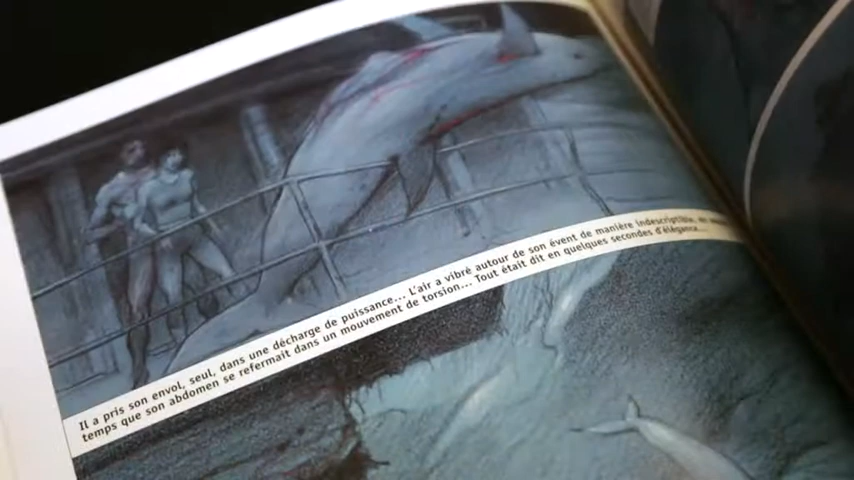 Il a pris son envol, seul, dans une décharge de puissance... L'air a vibré autour de son évent de manière indescriptible, en
temps que son abdomen se refermait dans un mouvement de torsion... Tout était dit en quelques secondes d'élégance...